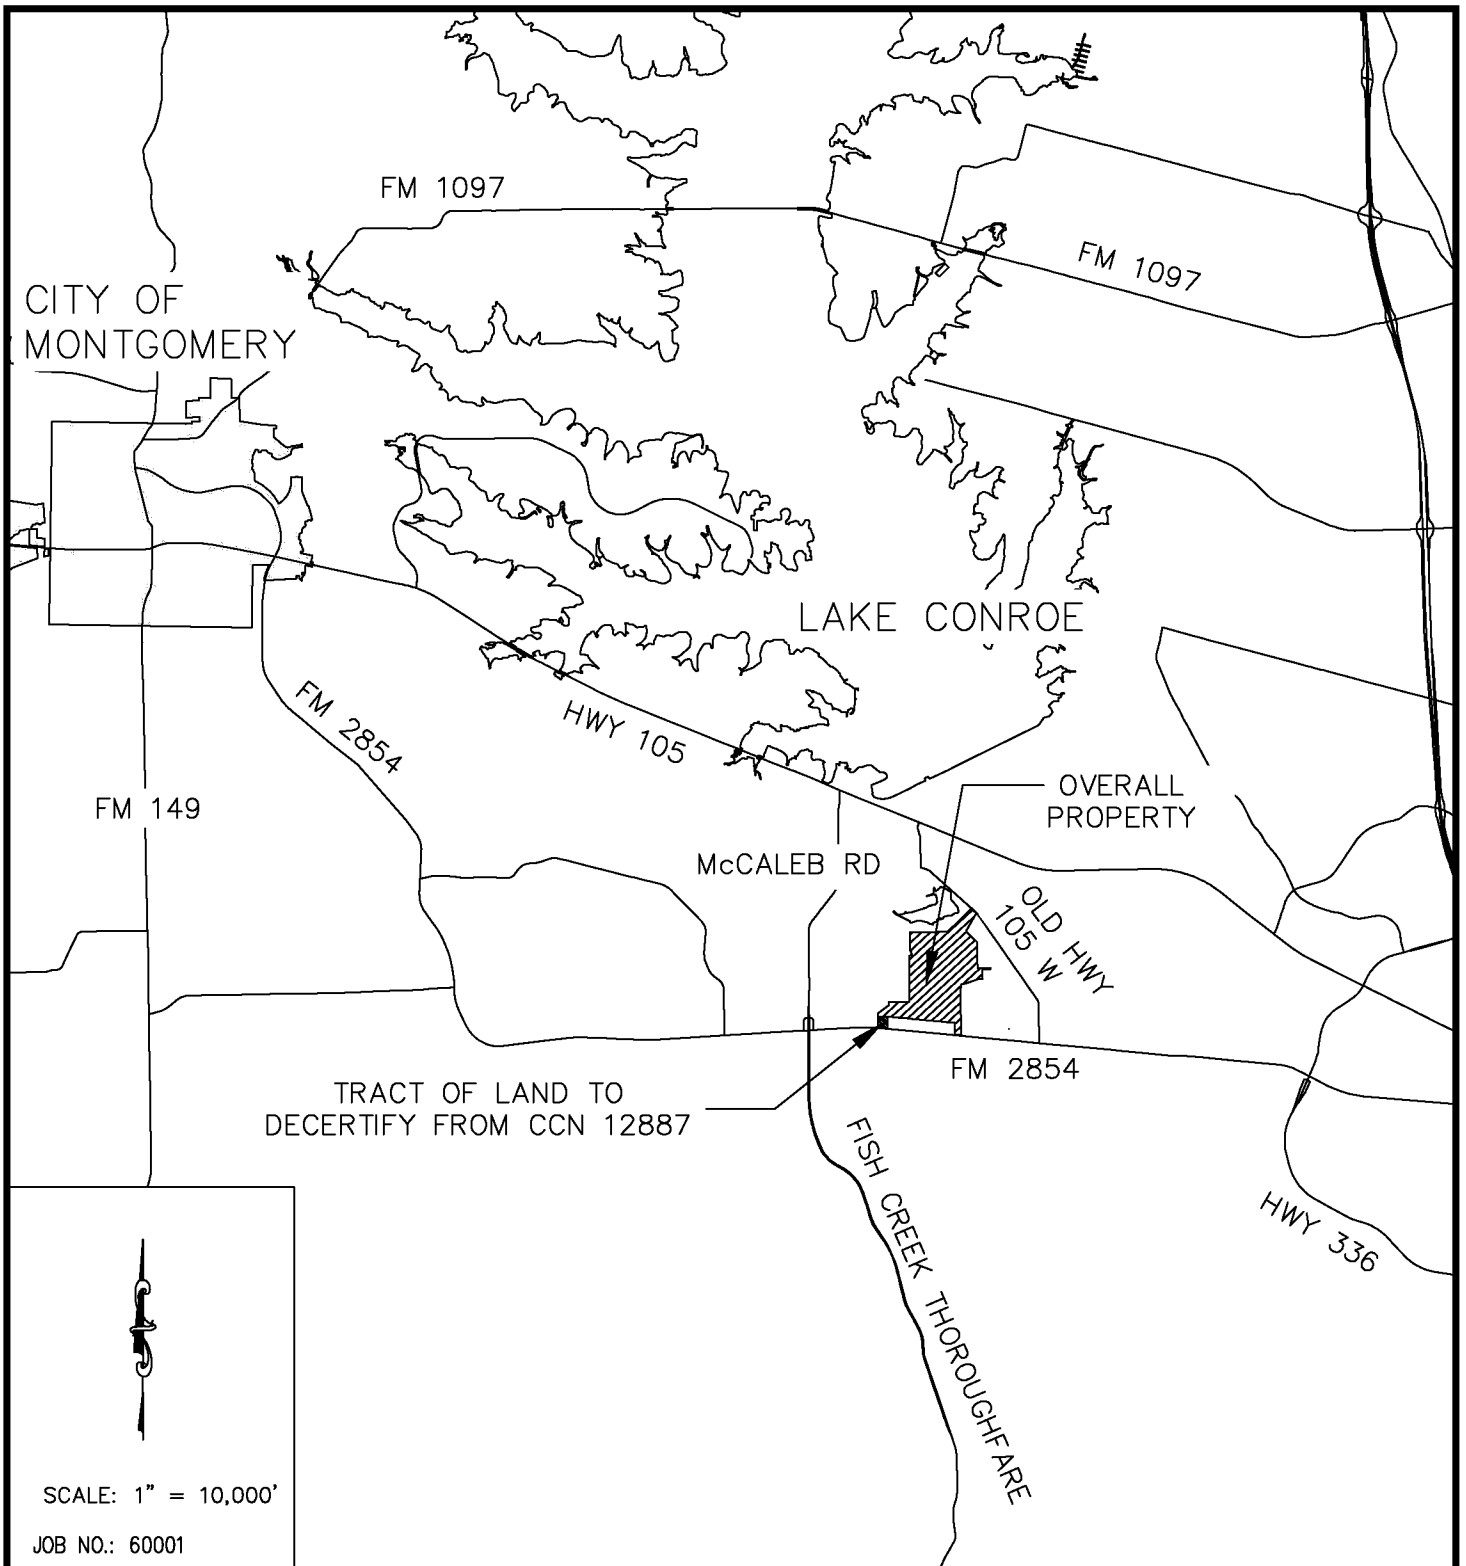 FM 1097
FM 1097
CITY OF
MONTGOMERY
LAKE CONROE
FM 2854
HWY 105
FM 149
OVERALL
PROPERTY
McCALEB RD
OLD HWY
105 W
FM 2854
TRACT OF LAND TO
DECERTIFY FROM CCN 12887
FISH CREEK THOROUGHFARE
HWY 336
SCALE: 1" = 10,000'
JOB NO.: 60001